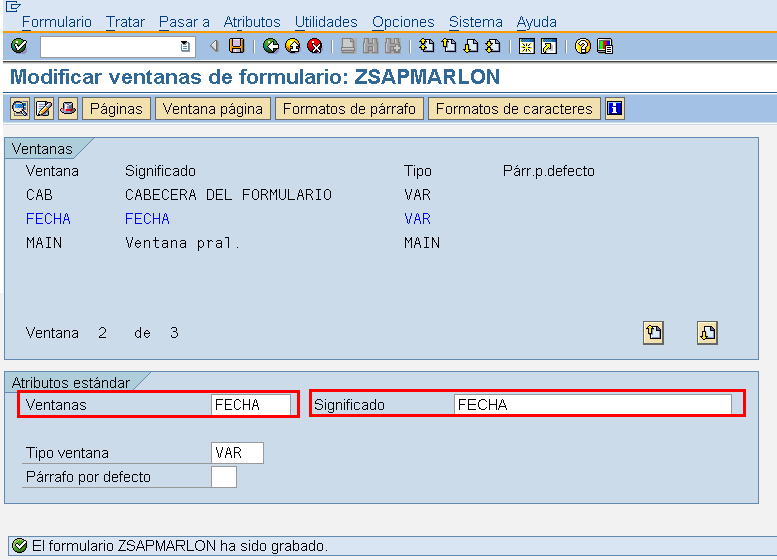 Formulario Tratar Pasar a Atributos Utilidades Opciones Sistema Ayuda
Modificar ventanas de formulario: ZSAPMARLON
Páginas Ventana página Formatos de párrafo Formatos de caracteres
Ventanas
Ventana Significado Tipo Párr.p.defecto
CAB CABECERA DEL FORMULARIO VAR
FECHA FECHA VAR
MAIN Ventana pral. MAIN
Ventana 2 de 3
Atributos estándar
Ventanas FECHA Significado FECHA
Tipo ventana VAR
Párrafo por defecto
El formulario ZSAPMARLON ha sido grabado.